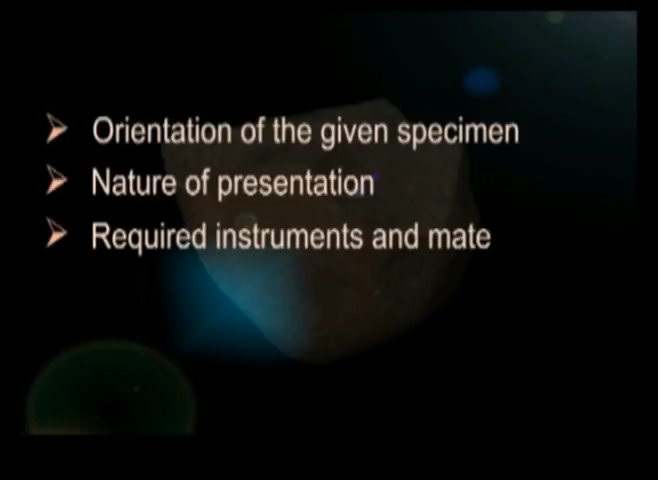 Orientation of the given specimen
Nature of presentation
Required instruments and mate